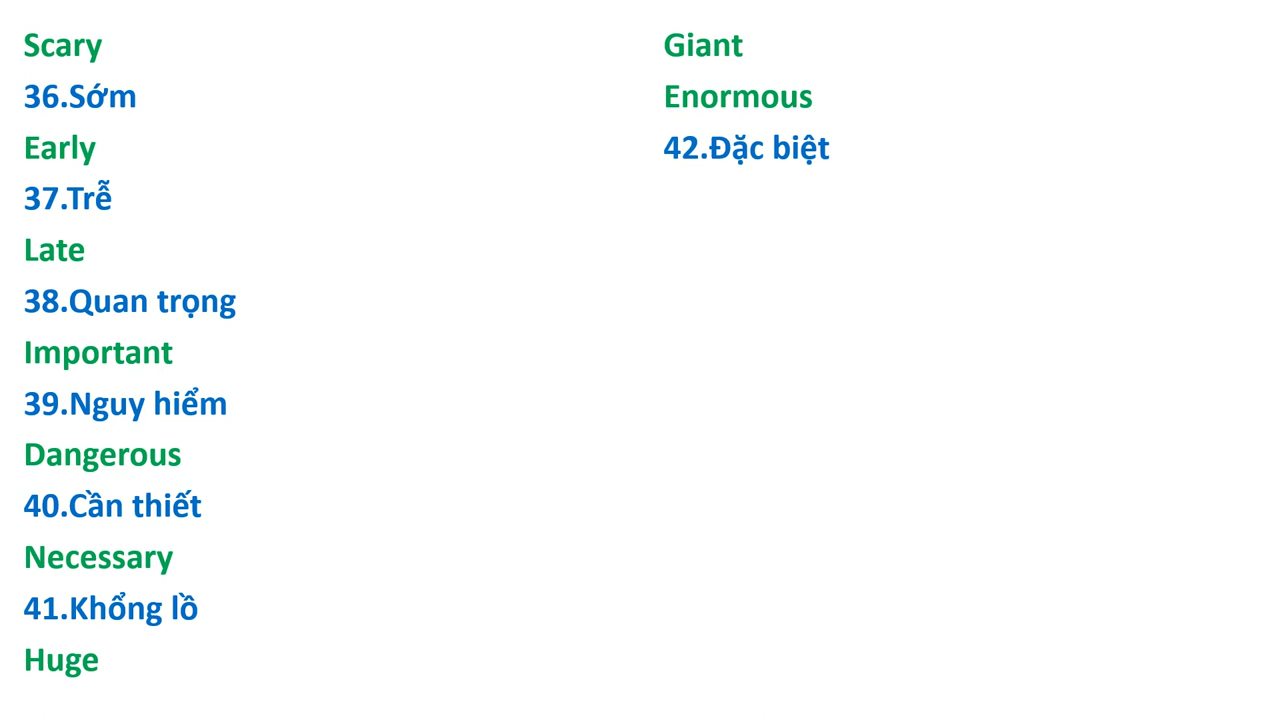 Scary
36.Sớm
Early
37.Trễ
Late
38.Quan trọng
Important
39.Nguy hiểm
Dangerous
40.Cần thiết
Necessary
41.Khổng lồ
Huge
Giant
Enormous
42.Đặc biệt